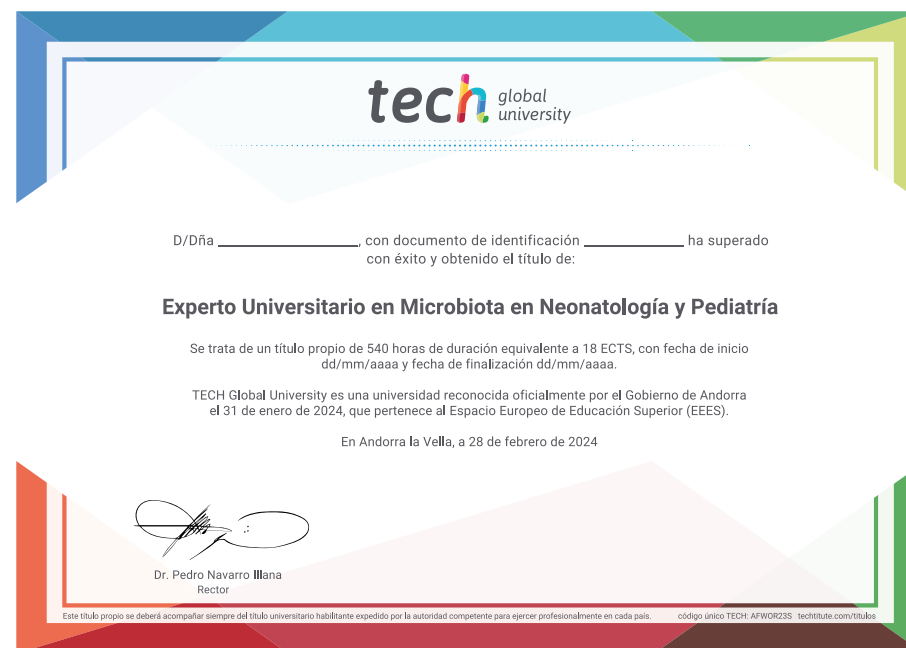 tech global university
D/Dña ____________________, con documento de identificación ______________ ha superado
con éxito y obtenido el título de:
Experto Universitario en Microbiota en Neonatología y Pediatría
Se trata de un título propio de 540 horas de duración equivalente a 18 ECTS, con fecha de inicio
dd/mm/aaaa y fecha de finalización dd/mm/aaaa.
TECH Global University es una universidad reconocida oficialmente por el Gobierno de Andorra
el 31 de enero de 2024, que pertenece al Espacio Europeo de Educación Superior (EEES).
En Andorra la Vella, a 28 de febrero de 2024
Dr. Pedro Navarro Illana
Rector
Este título propio se deberá acompañar siempre del título universitario habilitante expedido por la autoridad competente para ejercer profesionalmente en cada país. código único TECH: AFWOR23S techtitute.com/titulos